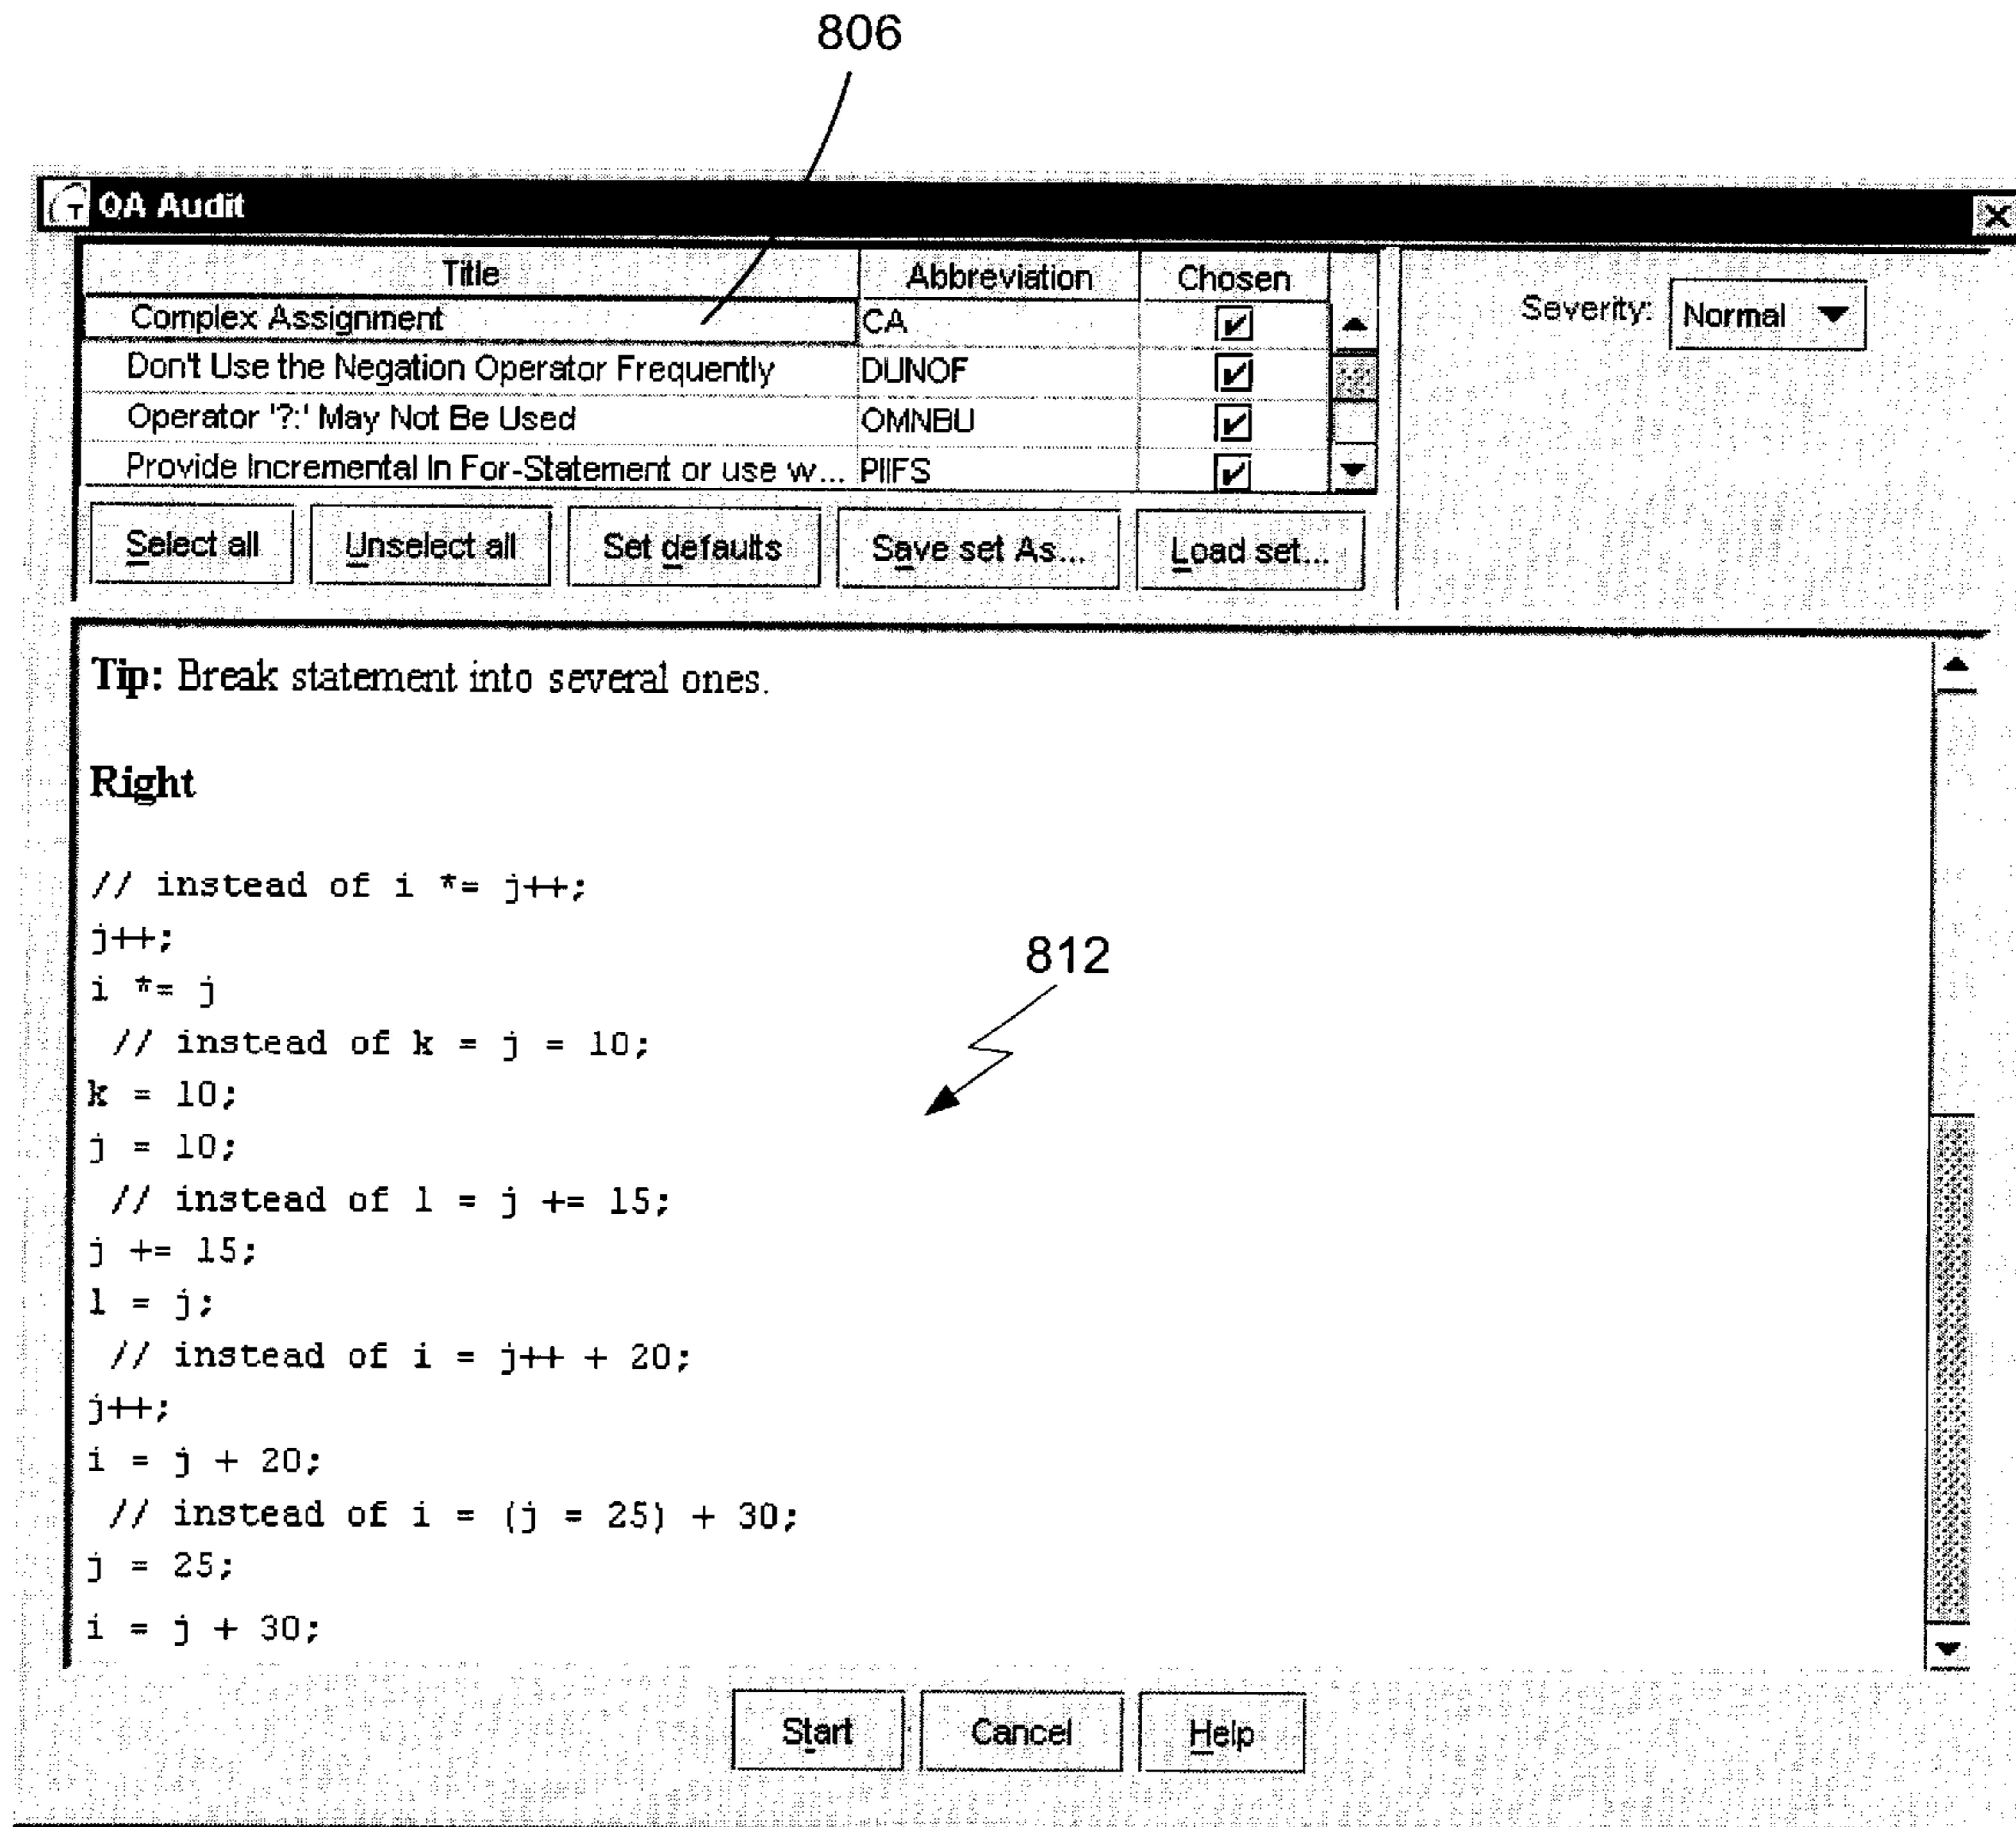 806
QA Audit
Title Abbreviation Chosen
Complex Assignment CA
Don't Use the Negation Operator Frequently DUNOF
Operator '?:' May Not Be Used OMNBU
Provide Incremental In For-Statement or use w... PIIFS
Severity: Normal
Select all Unselect all Set defaults Save set As... Load set...
Tip: Break statement into several ones.
Right
// instead of i *= j++;
j++;
i *= j
// instead of k = j = 10;
k = 10;
j = 10;
// instead of l = j += 15;
j += 15;
l = j;
// instead of i = j++ + 20;
j++;
i = j + 20;
// instead of i = (j = 25) + 30;
j = 25;
i = j + 30;
812
Start Cancel Help